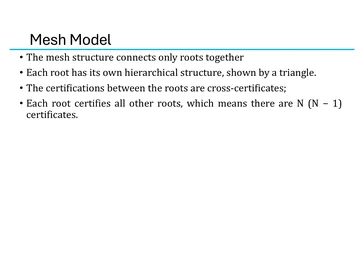 Mesh Model
• The mesh structure connects only roots together
• Each root has its own hierarchical structure, shown by a triangle.
• The certifications between the roots are cross-certificates;
• Each root certifies all other roots, which means there are N (N – 1)
certificates.